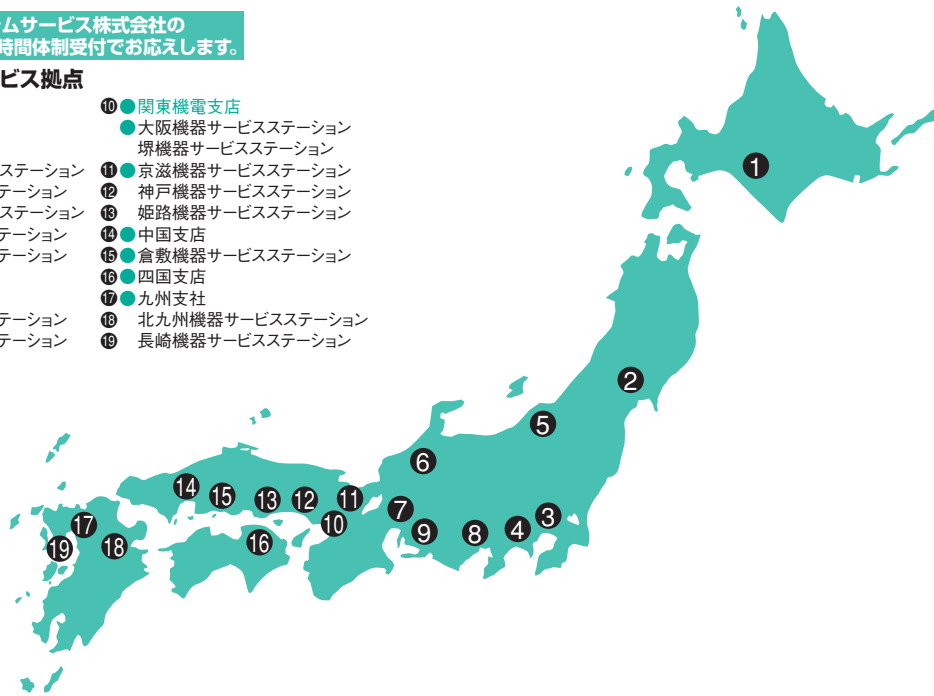 ムサービス株式会社の
時間体制受付でお応えします。
ビス拠点
❿●関東機電支店
●大阪機器サービスステーション
堺機器サービスステーション
スステーション ⓫●京滋機器サービスステーション
テーション ⓬ 神戸機器サービスステーション
スステーション ⓭ 姫路機器サービスステーション
テーション ⓮●中国支店
テーション ⓯●倉敷機器サービスステーション
⓰●四国支店
⓱●九州支社
テーション ⓲ 北九州機器サービスステーション
テーション ⓳ 長崎機器サービスステーション
1
2
5
6
14
15
13
12
11
7
3
17
10
9
8
4
19
18
16